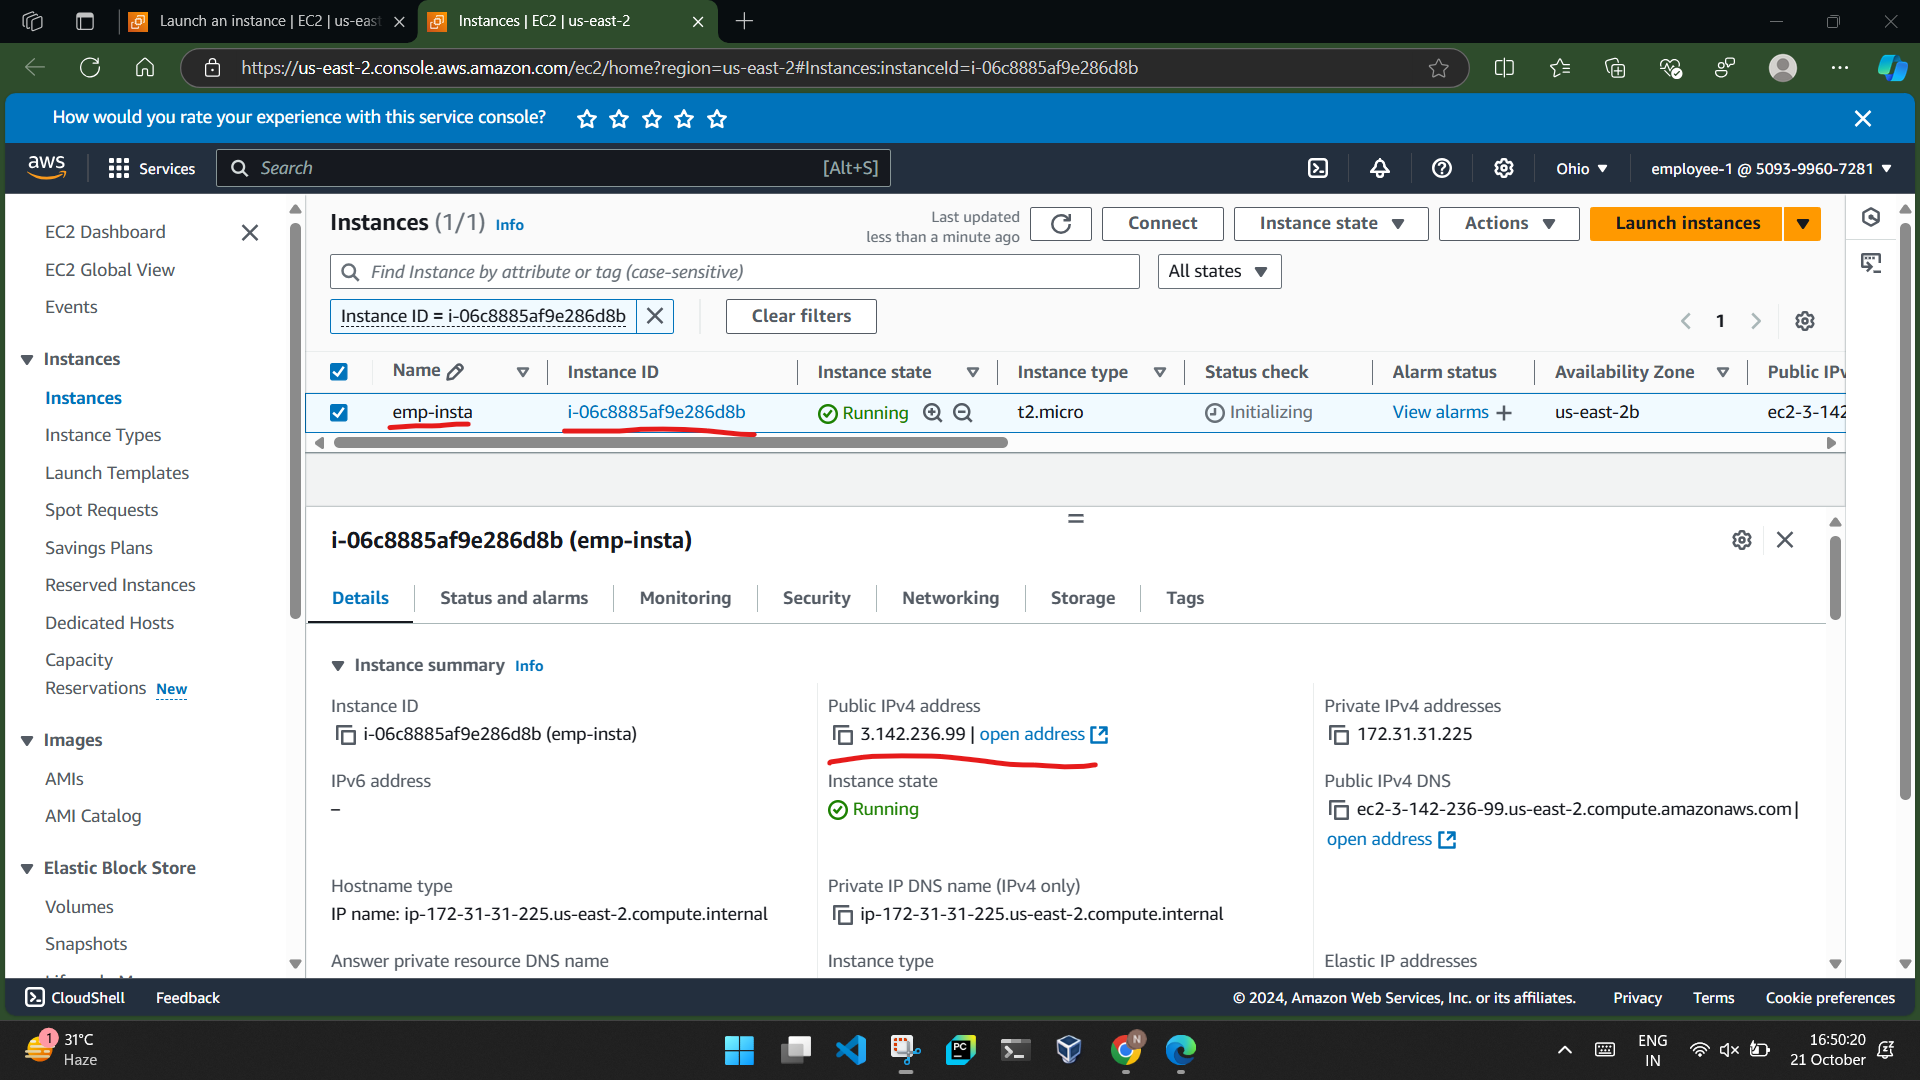 Launch an instance | EC2 | us-east
Instances | EC2 | us-east-2
https://us-east-2.console.aws.amazon.com/ec2/home?region=us-east-2#Instances:instanceId=i-06c8885af9e286d8b
How would you rate your experience with this service console?
aws
Services
Search
[Alt+S]
Ohio
employee-1 @ 5093-9960-7281
EC2 Dashboard
EC2 Global View
Events
Instances
Instances
Instance Types
Launch Templates
Spot Requests
Savings Plans
Reserved Instances
Dedicated Hosts
Capacity
Reservations New
Images
AMIs
AMI Catalog
Elastic Block Store
Volumes
Snapshots
Instances (1/1) Info
Last updated
less than a minute ago
Connect
Instance state
Actions
Launch instances
Find Instance by attribute or tag (case-sensitive)
All states
Instance ID = i-06c8885af9e286d8b
Clear filters
1
Name
Instance ID
Instance state
Instance type
Status check
Alarm status
Availability Zone
Public IPv
emp-insta
i-06c8885af9e286d8b
Running
t2.micro
Initializing
View alarms +
us-east-2b
ec2-3-142
i-06c8885af9e286d8b (emp-insta)
Details
Status and alarms
Monitoring
Security
Networking
Storage
Tags
Instance summary Info
Instance ID
i-06c8885af9e286d8b (emp-insta)
Public IPv4 address
3.142.236.99 | open address
Private IPv4 addresses
172.31.31.225
IPv6 address
–
Instance state
Running
Public IPv4 DNS
ec2-3-142-236-99.us-east-2.compute.amazonaws.com |
open address
Hostname type
IP name: ip-172-31-31-225.us-east-2.compute.internal
Private IP DNS name (IPv4 only)
ip-172-31-31-225.us-east-2.compute.internal
Answer private resource DNS name
Instance type
Elastic IP addresses
CloudShell
Feedback
© 2024, Amazon Web Services, Inc. or its affiliates.
Privacy
Terms
Cookie preferences
1
31°C
Haze
PC
N
ENG
IN
16:50:20
21 October